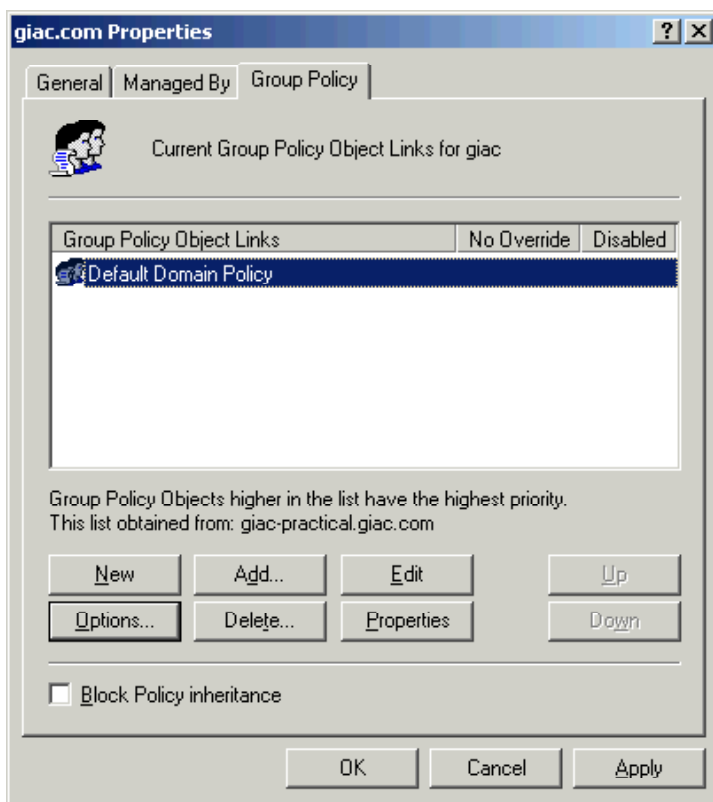 giac.com Properties
General Managed By Group Policy
Current Group Policy Object Links for giac
Group Policy Object Links No Override Disabled
Default Domain Policy
Group Policy Objects higher in the list have the highest priority.
This list obtained from: giac-practical.giac.com
New Add... Edit Up
Options... Delete... Properties Down
Block Policy inheritance
OK Cancel Apply